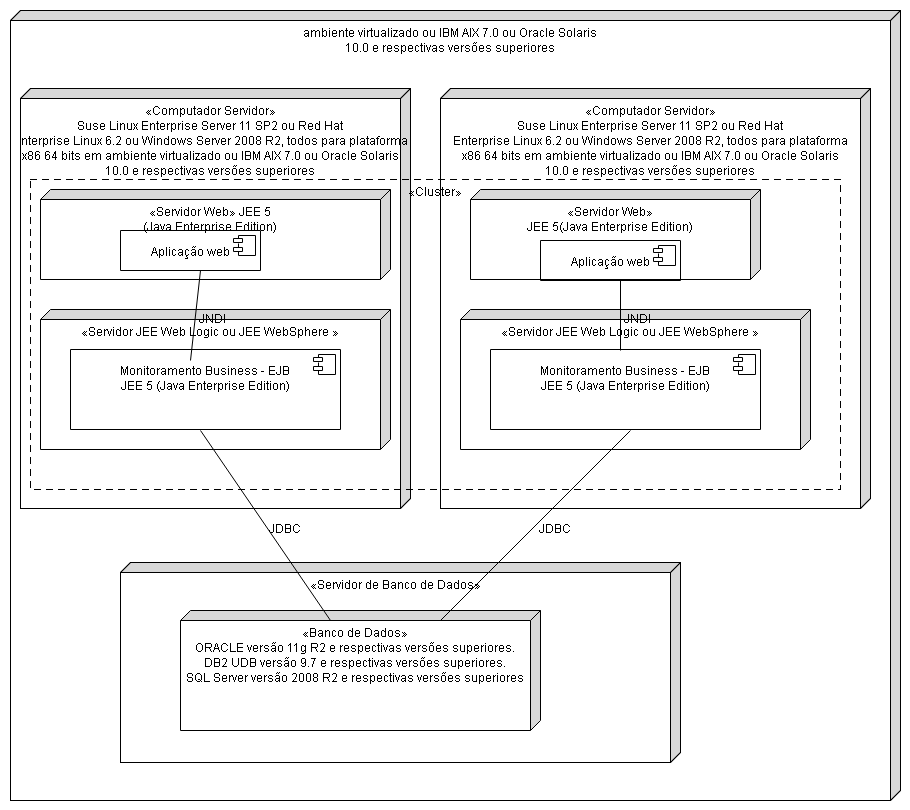 ambiente virtualizado ou IBM AIX 7.0 ou Oracle Solaris
10.0 e respectivas versões superiores
«Computador Servidor»
Suse Linux Enterprise Server 11 SP2 ou Red Hat
nterprise Linux 6.2 ou Windows Server 2008 R2, todos para plataforma
x86 64 bits em ambiente virtualizado ou IBM AIX 7.0 ou Oracle Solaris
10.0 e respectivas versões superiores
«Computador Servidor»
Suse Linux Enterprise Server 11 SP2 ou Red Hat
Enterprise Linux 6.2 ou Windows Server 2008 R2, todos para plataforma
x86 64 bits em ambiente virtualizado ou IBM AIX 7.0 ou Oracle Solaris
10.0 e respectivas versões superiores
«Cluster»
«Servidor Web» JEE 5
(Java Enterprise Edition)
Aplicação web
«Servidor Web»
JEE 5(Java Enterprise Edition)
Aplicação web
JNDI
«Servidor JEE Web Logic ou JEE WebSphere »
Monitoramento Business - EJB
JEE 5 (Java Enterprise Edition)
JNDI
«Servidor JEE Web Logic ou JEE WebSphere »
Monitoramento Business - EJB
JEE 5 (Java Enterprise Edition)
JDBC
JDBC
«Servidor de Banco de Dados»
«Banco de Dados»
ORACLE versão 11g R2 e respectivas versões superiores.
DB2 UDB versão 9.7 e respectivas versões superiores.
SQL Server versão 2008 R2 e respectivas versões superiores